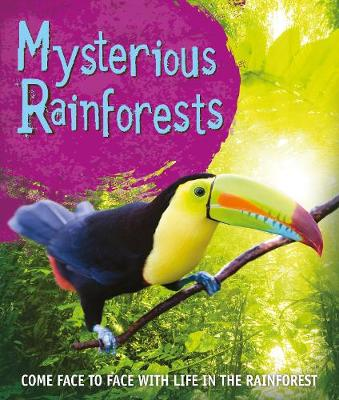 Mysterious
Rainforests
COME FACE TO FACE WITH LIFE IN THE RAINFOREST